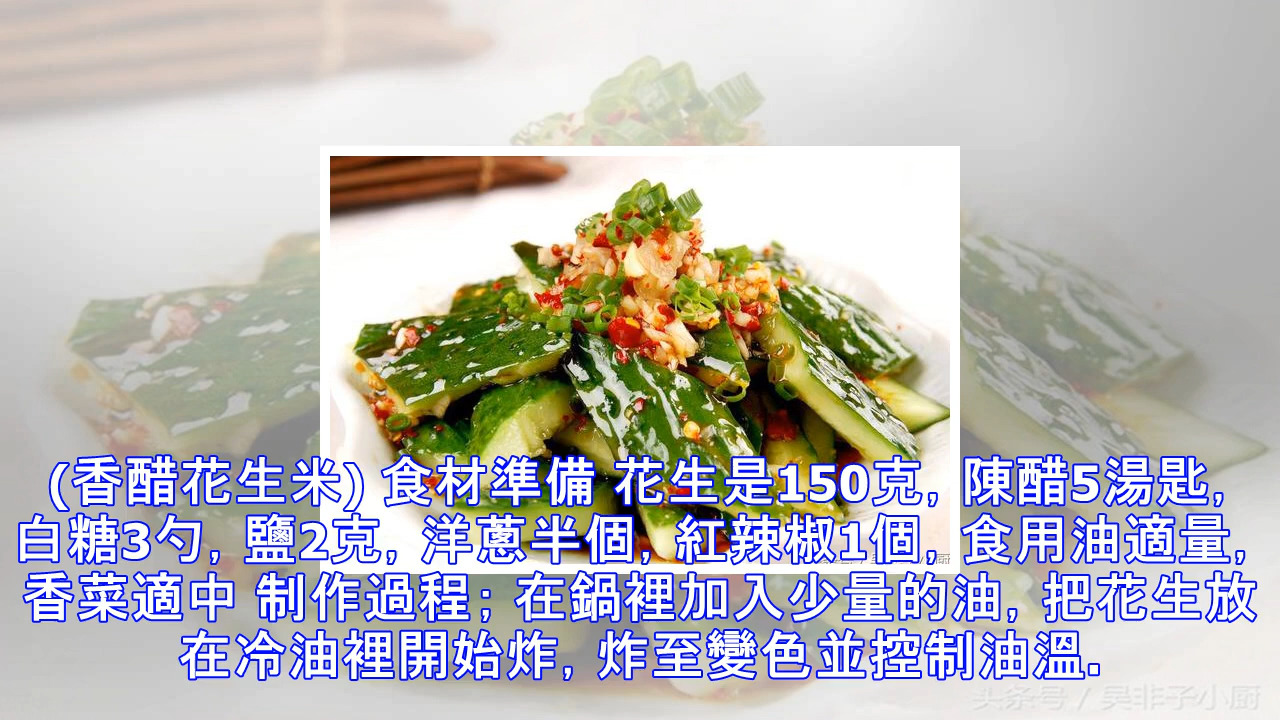 (香醋花生米) 食材準備 花生是150克, 陳醋5湯匙,
白糖3勺, 鹽2克, 洋蔥半個, 紅辣椒1個, 食用油適量,
香菜適中 制作過程; 在鍋裡加入少量的油, 把花生放
在冷油裡開始炸, 炸至變色並控制油溫.
头条号 / 吴非子小厨